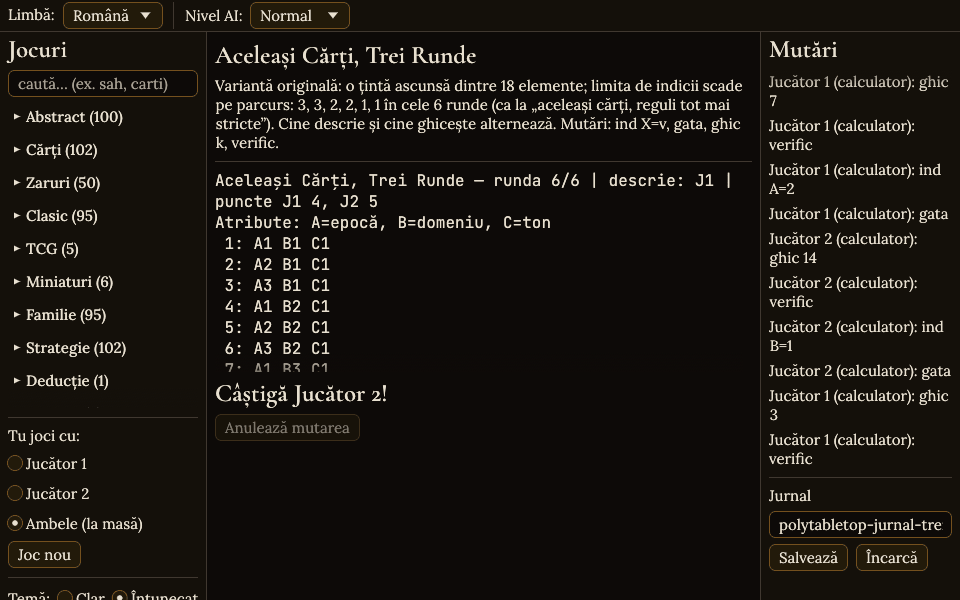 Limbă: Română ▼ Nivel AI: Normal ▼
Jocuri
caută... (ex. sah, carti)
▸ Abstract (100)
▸ Cărți (102)
▸ Zaruri (50)
▸ Clasic (95)
▸ TCG (5)
▸ Miniaturi (6)
▸ Familie (95)
▸ Strategie (102)
▸ Deducție (1)
Tu joci cu:
Jucător 1
Jucător 2
Ambele (la masă)
Joc nou
Temă: Clar Întunecat
Aceleași Cărți, Trei Runde
Variantă originală: o țintă ascunsă dintre 18 elemente; limita de indicii scade
pe parcurs: 3, 3, 2, 2, 1, 1 în cele 6 runde (ca la „aceleași cărți, reguli tot mai
stricte”). Cine descrie și cine ghicește alternează. Mutări: ind X=v, gata, ghic
k, verific.
Aceleași Cărți, Trei Runde — runda 6/6 | descrie: J1 |
puncte J1 4, J2 5
Atribute: A=epocă, B=domeniu, C=ton
1: A1 B1 C1
2: A2 B1 C1
3: A3 B1 C1
4: A1 B2 C1
5: A2 B2 C1
6: A3 B2 C1
7: A1 B3 C1
Câștigă Jucător 2!
Anulează mutarea
Mutări
Jucător 1 (calculator): ghic
7
Jucător 1 (calculator):
verific
Jucător 1 (calculator): ind
A=2
Jucător 1 (calculator): gata
Jucător 2 (calculator):
ghic 14
Jucător 2 (calculator):
verific
Jucător 2 (calculator): ind
B=1
Jucător 2 (calculator): gata
Jucător 1 (calculator): ghic
3
Jucător 1 (calculator):
verific
Jurnal
polytabletop-jurnal-tre
Salvează Încarcă